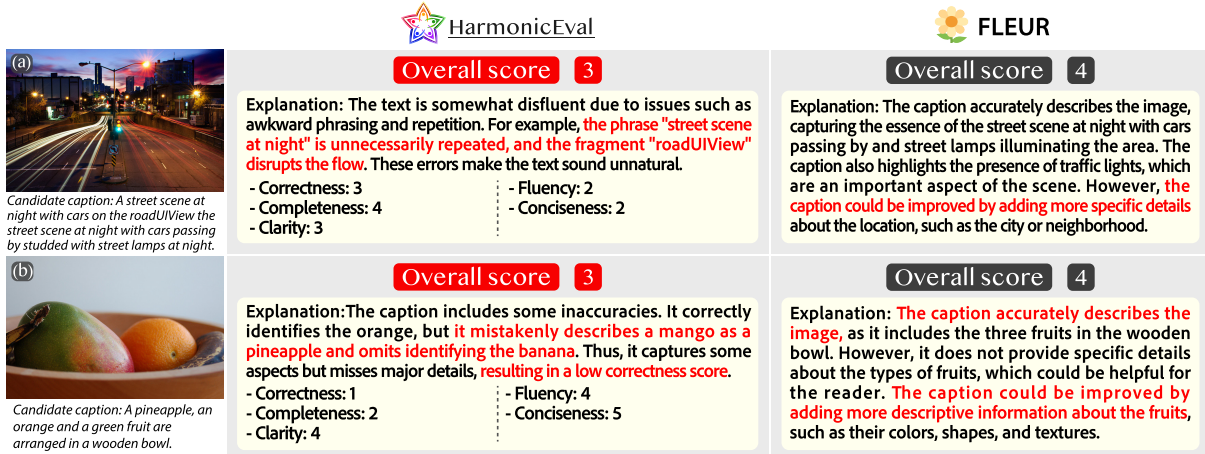 HarmonicEval
FLEUR
(a)
Candidate caption: A street scene at
night with cars on the roadUIView the
street scene at night with cars passing
by studded with street lamps at night.
Overall score 3
Explanation: The text is somewhat disfluent due to issues such as
awkward phrasing and repetition. For example, the phrase "street scene
at night" is unnecessarily repeated, and the fragment "roadUIView"
disrupts the flow. These errors make the text sound unnatural.
- Correctness: 3
- Completeness: 4
- Clarity: 3
- Fluency: 2
- Conciseness: 2
Overall score 4
Explanation: The caption accurately describes the image,
capturing the essence of the street scene at night with cars
passing by and street lamps illuminating the area. The
caption also highlights the presence of traffic lights, which
are an important aspect of the scene. However, the
caption could be improved by adding more specific details
about the location, such as the city or neighborhood.
(b)
Candidate caption: A pineapple, an
orange and a green fruit are
arranged in a wooden bowl.
Overall score 3
Explanation:The caption includes some inaccuracies. It correctly
identifies the orange, but it mistakenly describes a mango as a
pineapple and omits identifying the banana. Thus, it captures some
aspects but misses major details, resulting in a low correctness score.
- Correctness: 1
- Completeness: 2
- Clarity: 4
- Fluency: 4
- Conciseness: 5
Overall score 4
Explanation: The caption accurately describes the
image, as it includes the three fruits in the wooden
bowl. However, it does not provide specific details
about the types of fruits, which could be helpful for
the reader. The caption could be improved by
adding more descriptive information about the fruits,
such as their colors, shapes, and textures.